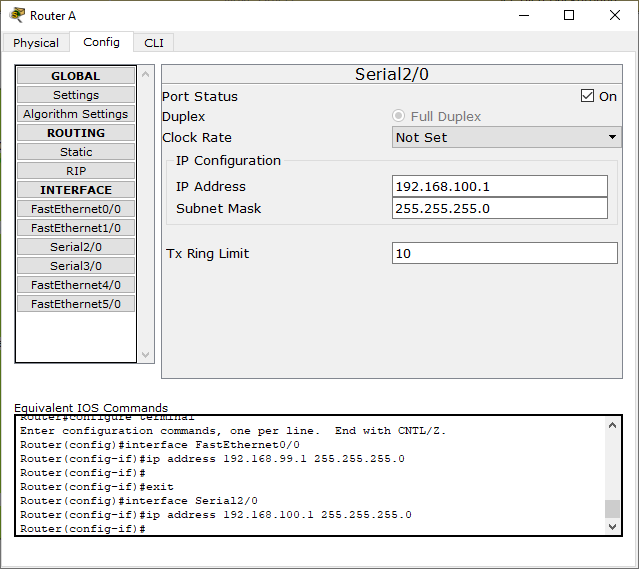 Router A
Physical
Config
CLI
GLOBAL
Settings
Algorithm Settings
ROUTING
Static
RIP
INTERFACE
FastEthernet0/0
FastEthernet1/0
Serial2/0
Serial3/0
FastEthernet4/0
FastEthernet5/0
Serial2/0
Port Status
On
Duplex
Full Duplex
Clock Rate
Not Set
IP Configuration
IP Address
192.168.100.1
Subnet Mask
255.255.255.0
Tx Ring Limit
10
Equivalent IOS Commands
Router#configure terminal
Enter configuration commands, one per line.  End with CNTL/Z.
Router(config)#interface FastEthernet0/0
Router(config-if)#ip address 192.168.99.1 255.255.255.0
Router(config-if)#
Router(config-if)#exit
Router(config)#interface Serial2/0
Router(config-if)#ip address 192.168.100.1 255.255.255.0
Router(config-if)#